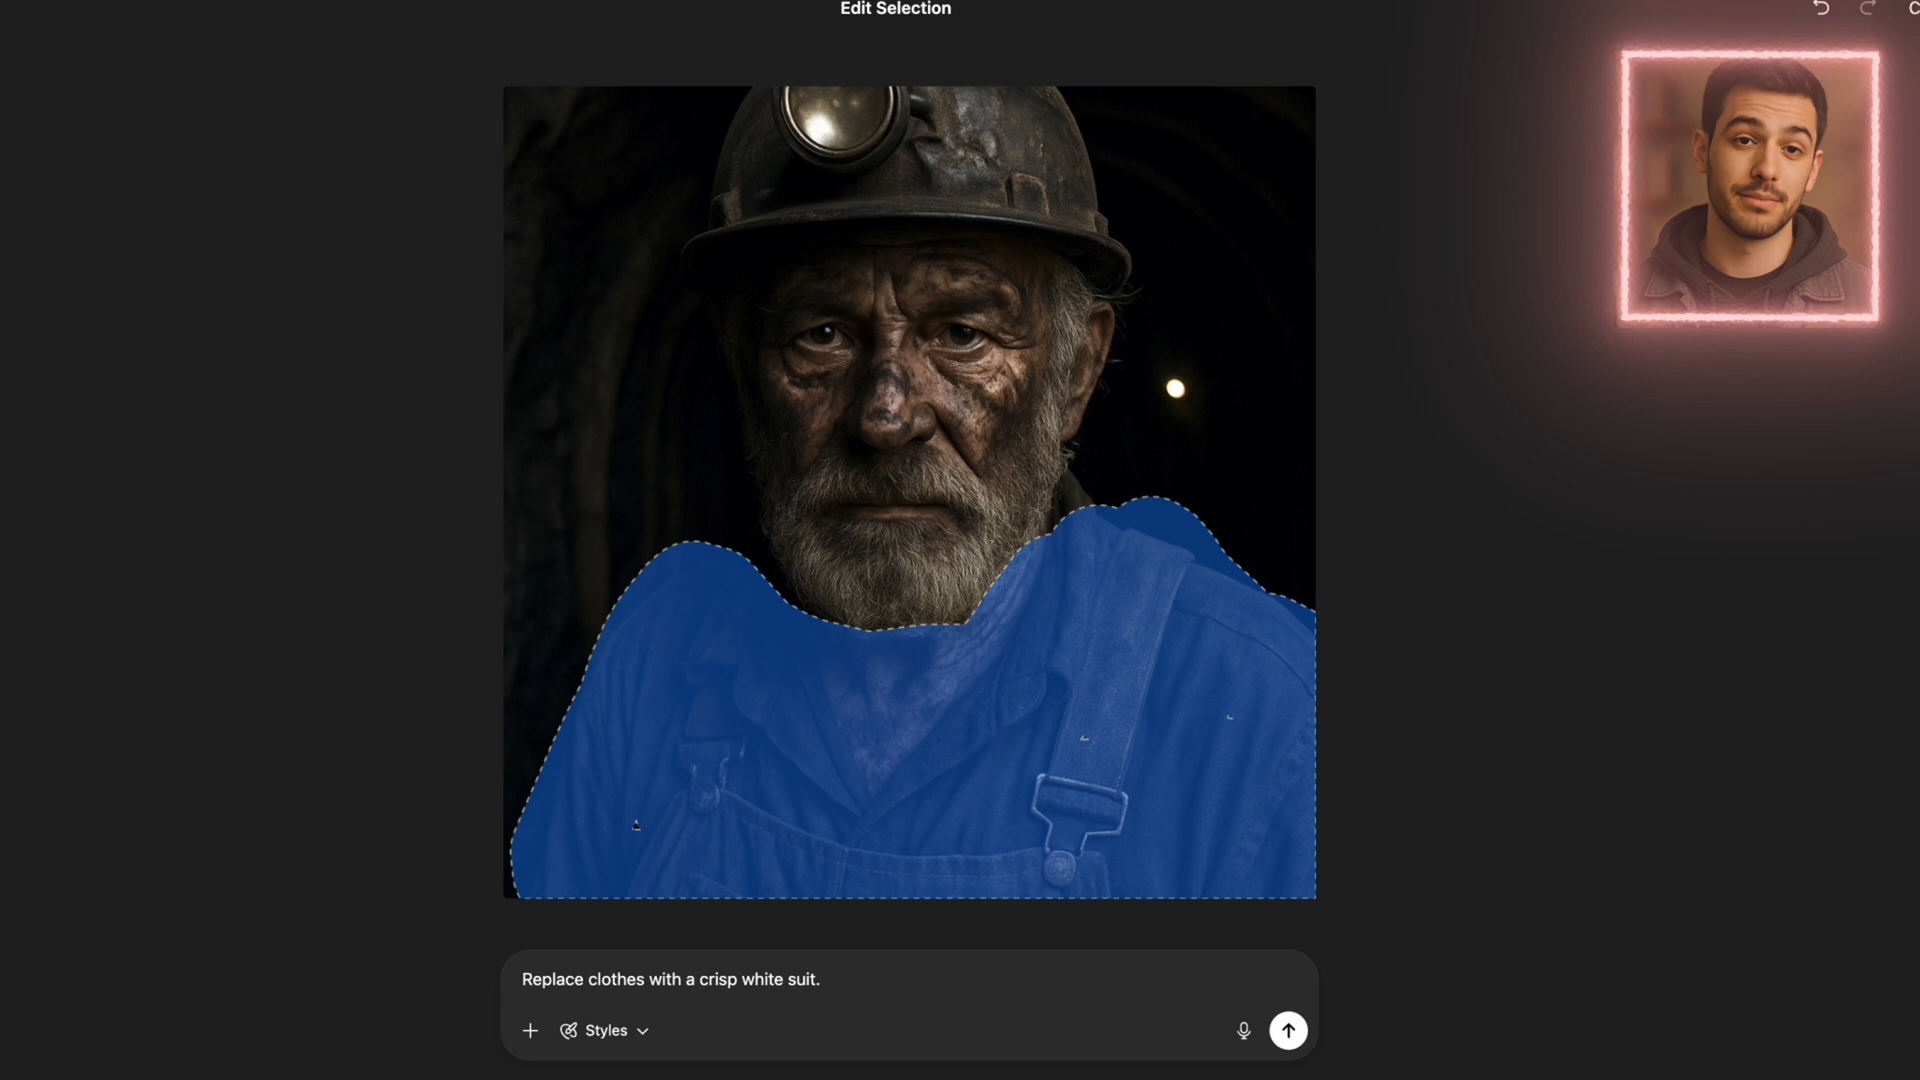 Edit Selection
Replace clothes with a crisp white suit.
Styles